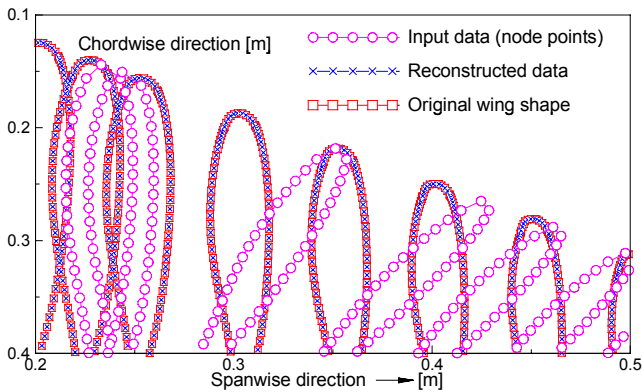 0.1
Chordwise direction [m]
Input data (node points)
Reconstructed data
Original wing shape
0.2
0.3
0.4
0.2
0.3
0.4
0.5
Spanwise direction → [m]